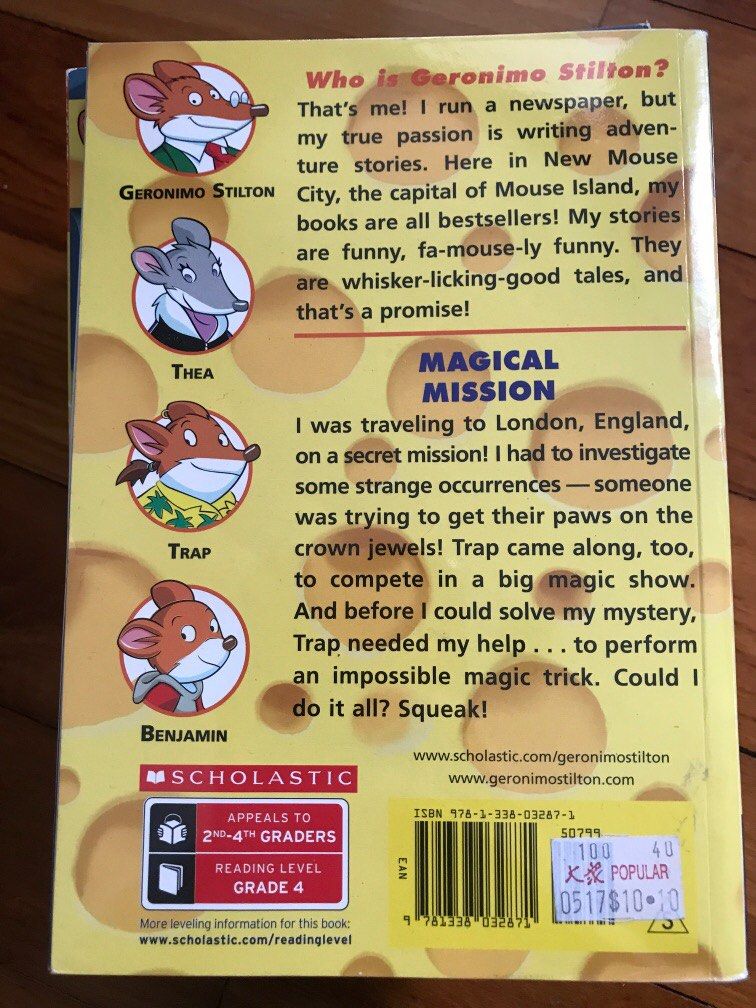 Who is Geronimo Stilton?
That's me! I run a newspaper, but
my true passion is writing adven-
ture stories. Here in New Mouse
City, the capital of Mouse Island, my
books are all bestsellers! My stories
are funny, fa-mouse-ly funny. They
are whisker-licking-good tales, and
that's a promise!
GERONIMO STILTON
THEA
TRAP
BENJAMIN
MAGICAL
MISSION
I was traveling to London, England,
on a secret mission! I had to investigate
some strange occurrences — someone
was trying to get their paws on the
crown jewels! Trap came along, too,
to compete in a big magic show.
And before I could solve my mystery,
Trap needed my help . . . to perform
an impossible magic trick. Could I
do it all? Squeak!
www.scholastic.com/geronimostilton
www.geronimostilton.com
SCHOLASTIC
APPEALS TO
2ND-4TH GRADERS
READING LEVEL
GRADE 4
More leveling information for this book:
www.scholastic.com/readinglevel
ISBN 978-1-338-03287-1
50799
EAN
100 40
大衆 POPULAR
0517$10.10
9 781338 032871